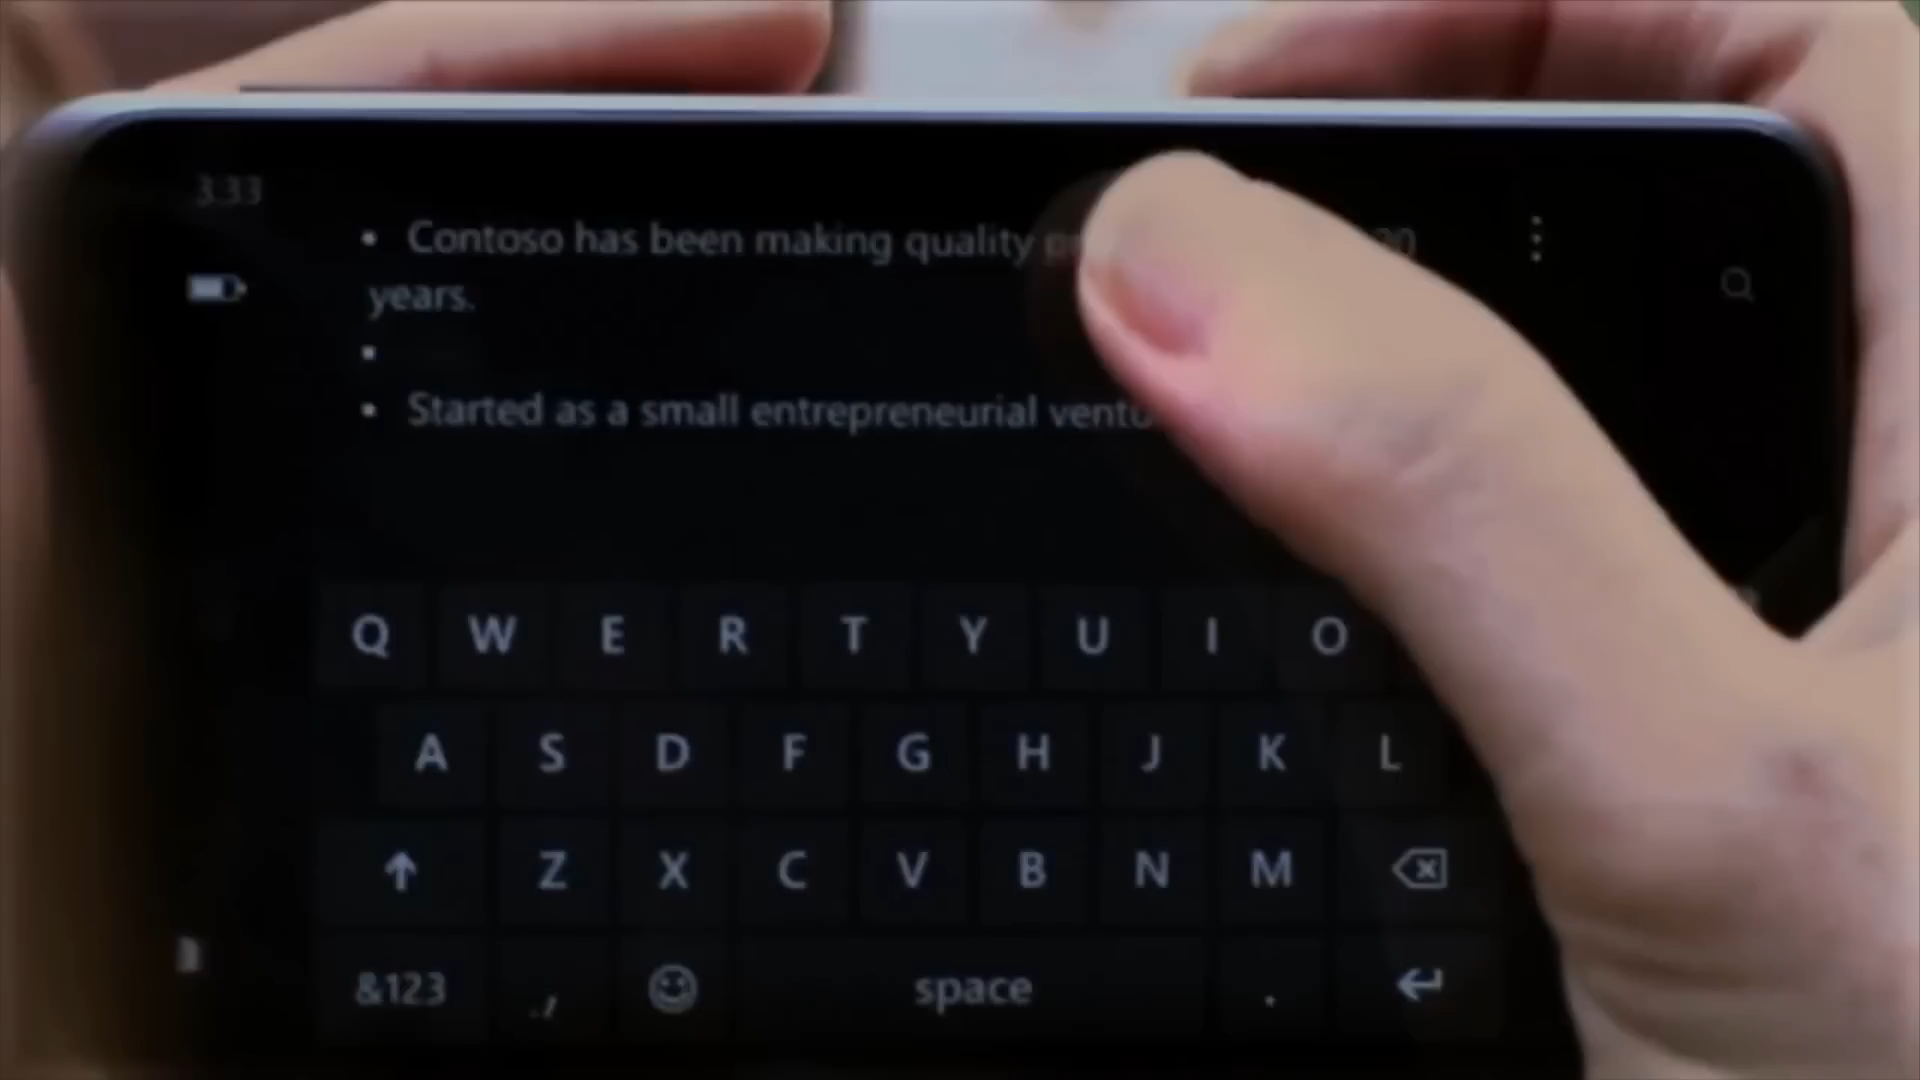 3:33
• Contoso has been making quality
years.
•
• Started as a small entrepreneurial
Q W E R T Y U I O
A S D F G H J K L
Z X C V B N M
&123 , space .